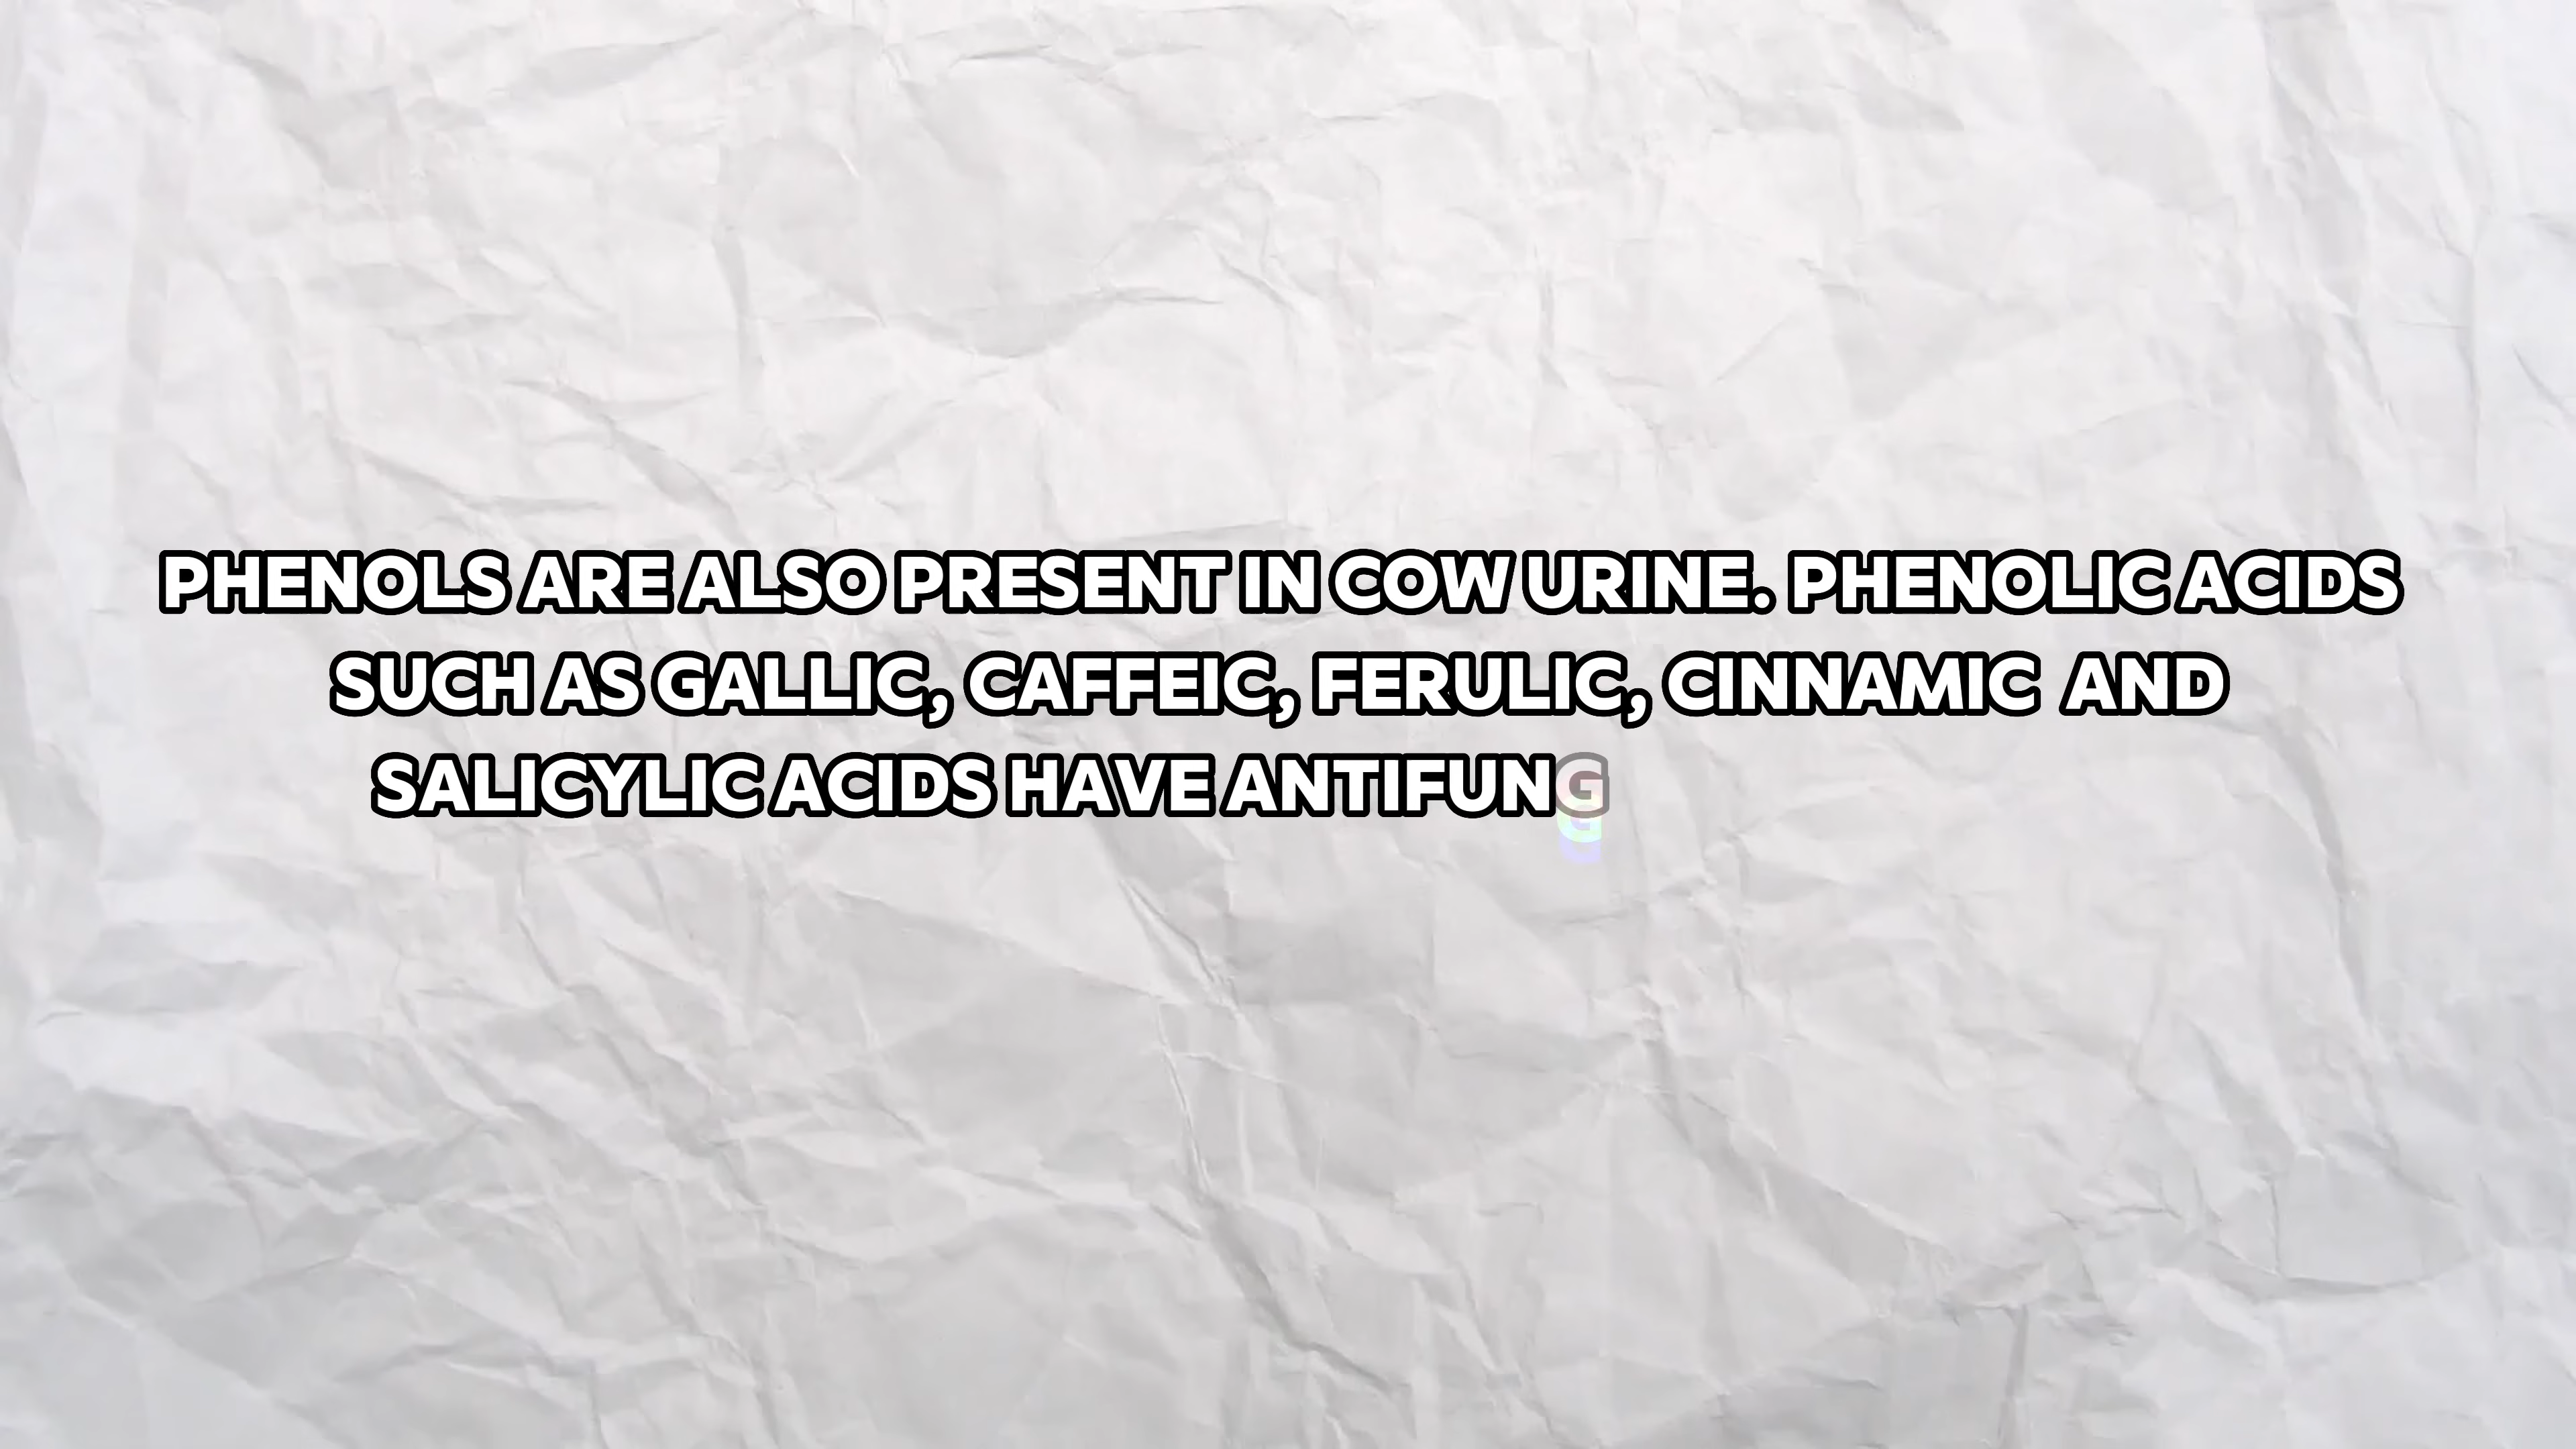 PHENOLS ARE ALSO PRESENT IN COW URINE. PHENOLIC ACIDS
SUCH AS GALLIC, CAFFEIC, FERULIC, CINNAMIC AND
SALICYLIC ACIDS HAVE ANTIFUNG